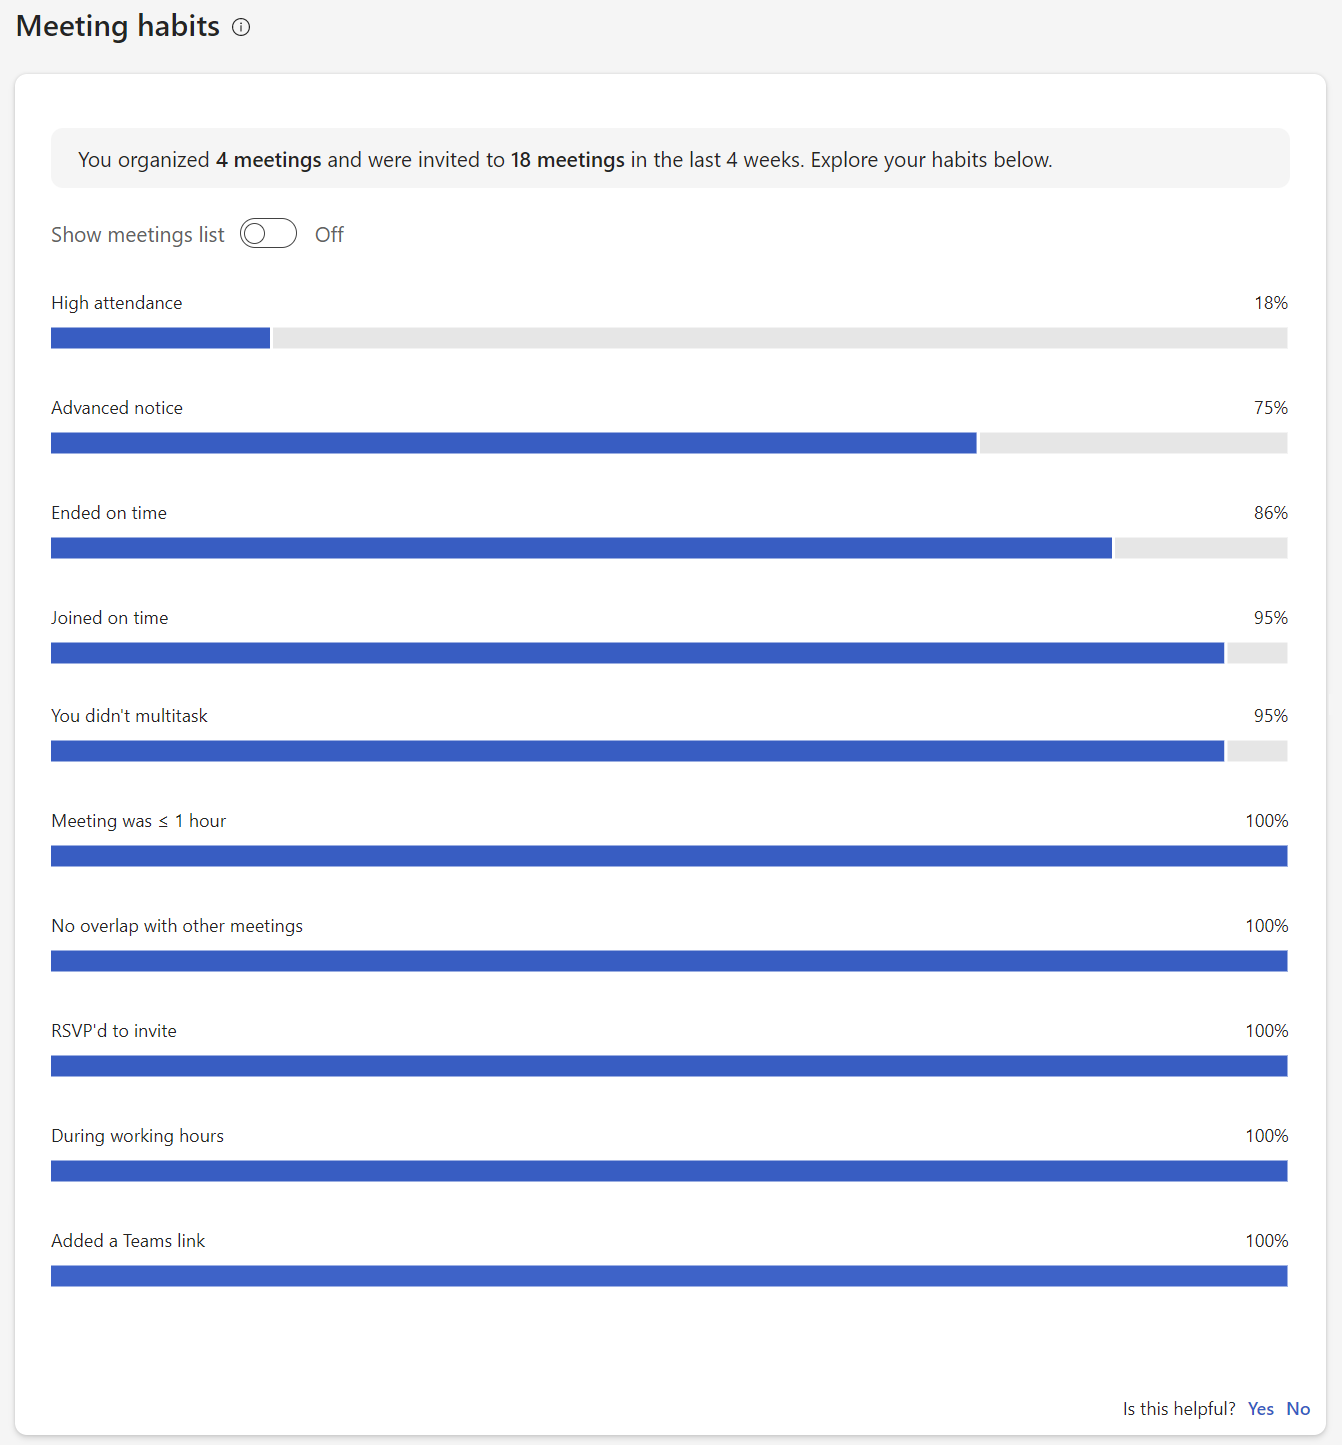 Meeting habits
You organized 4 meetings and were invited to 18 meetings in the last 4 weeks. Explore your habits below.
Show meetings list Off
High attendance 18%
Advanced notice 75%
Ended on time 86%
Joined on time 95%
You didn't multitask 95%
Meeting was ≤ 1 hour 100%
No overlap with other meetings 100%
RSVP'd to invite 100%
During working hours 100%
Added a Teams link 100%
Is this helpful? Yes No